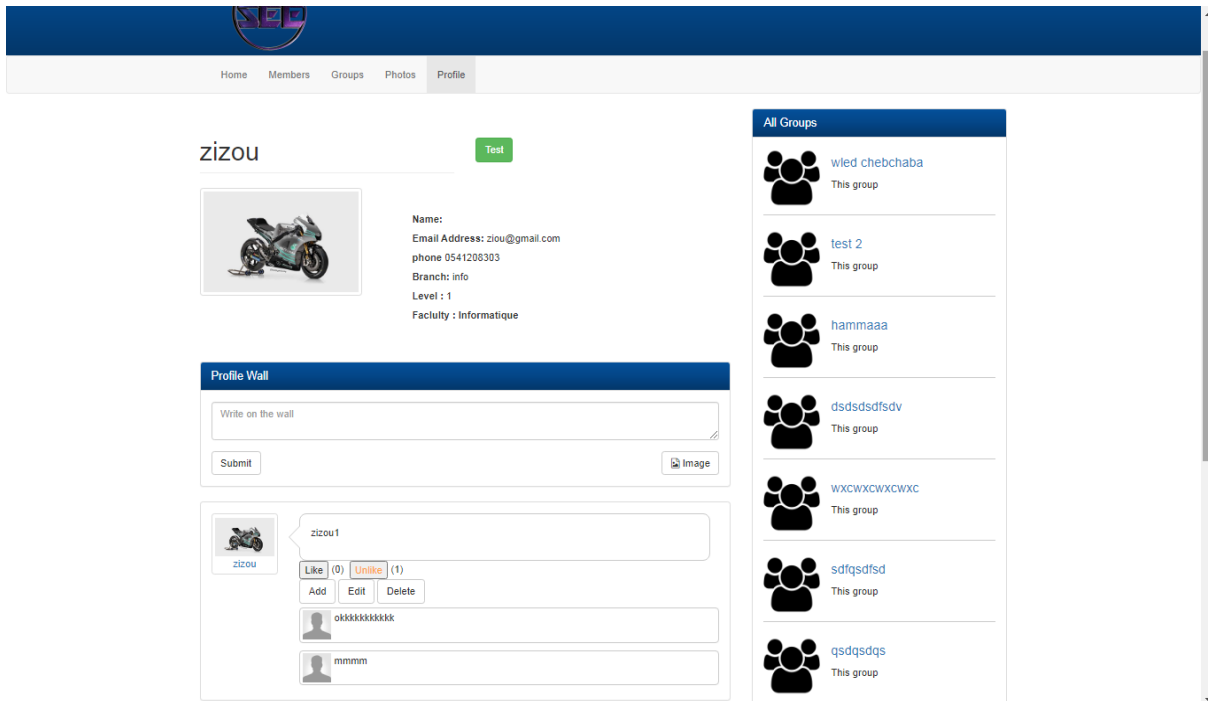 SEE
Home Members Groups Photos Profile
zizou
Test
Name:
Email Address: ziou@gmail.com
phone 0541208303
Branch: info
Level : 1
Faclulty : Informatique
Profile Wall
Write on the wall
Submit
Image
zizou
zizou1
Like (0) Unlike (1)
Add Edit Delete
okkkkkkkkkk
mmmm
All Groups
wled chebchaba
This group
test 2
This group
hammaaa
This group
dsdsdsdfsdv
This group
wxcwxcwxcwxc
This group
sdfqsdfsd
This group
qsdqsdqs
This group